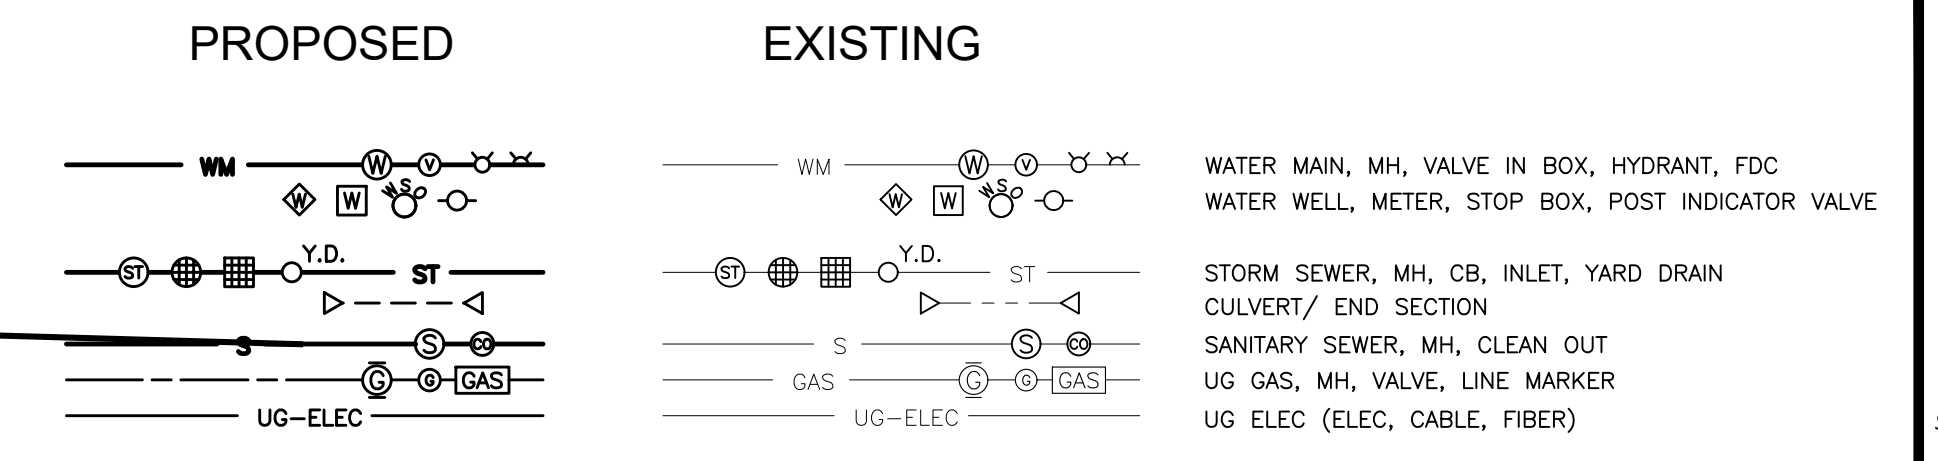 PROPOSED EXISTING
WM W V WM W V WATER MAIN, MH, VALVE IN BOX, HYDRANT, FDC
W W WSO W W WSO WATER WELL, METER, STOP BOX, POST INDICATOR VALVE
Y.D. Y.D.
ST ST ST ST STORM SEWER, MH, CB, INLET, YARD DRAIN
CULVERT/ END SECTION
S S CO S S CO SANITARY SEWER, MH, CLEAN OUT
G G GAS GAS G G GAS UG GAS, MH, VALVE, LINE MARKER
UG-ELEC UG-ELEC UG ELEC (ELEC, CABLE, FIBER)